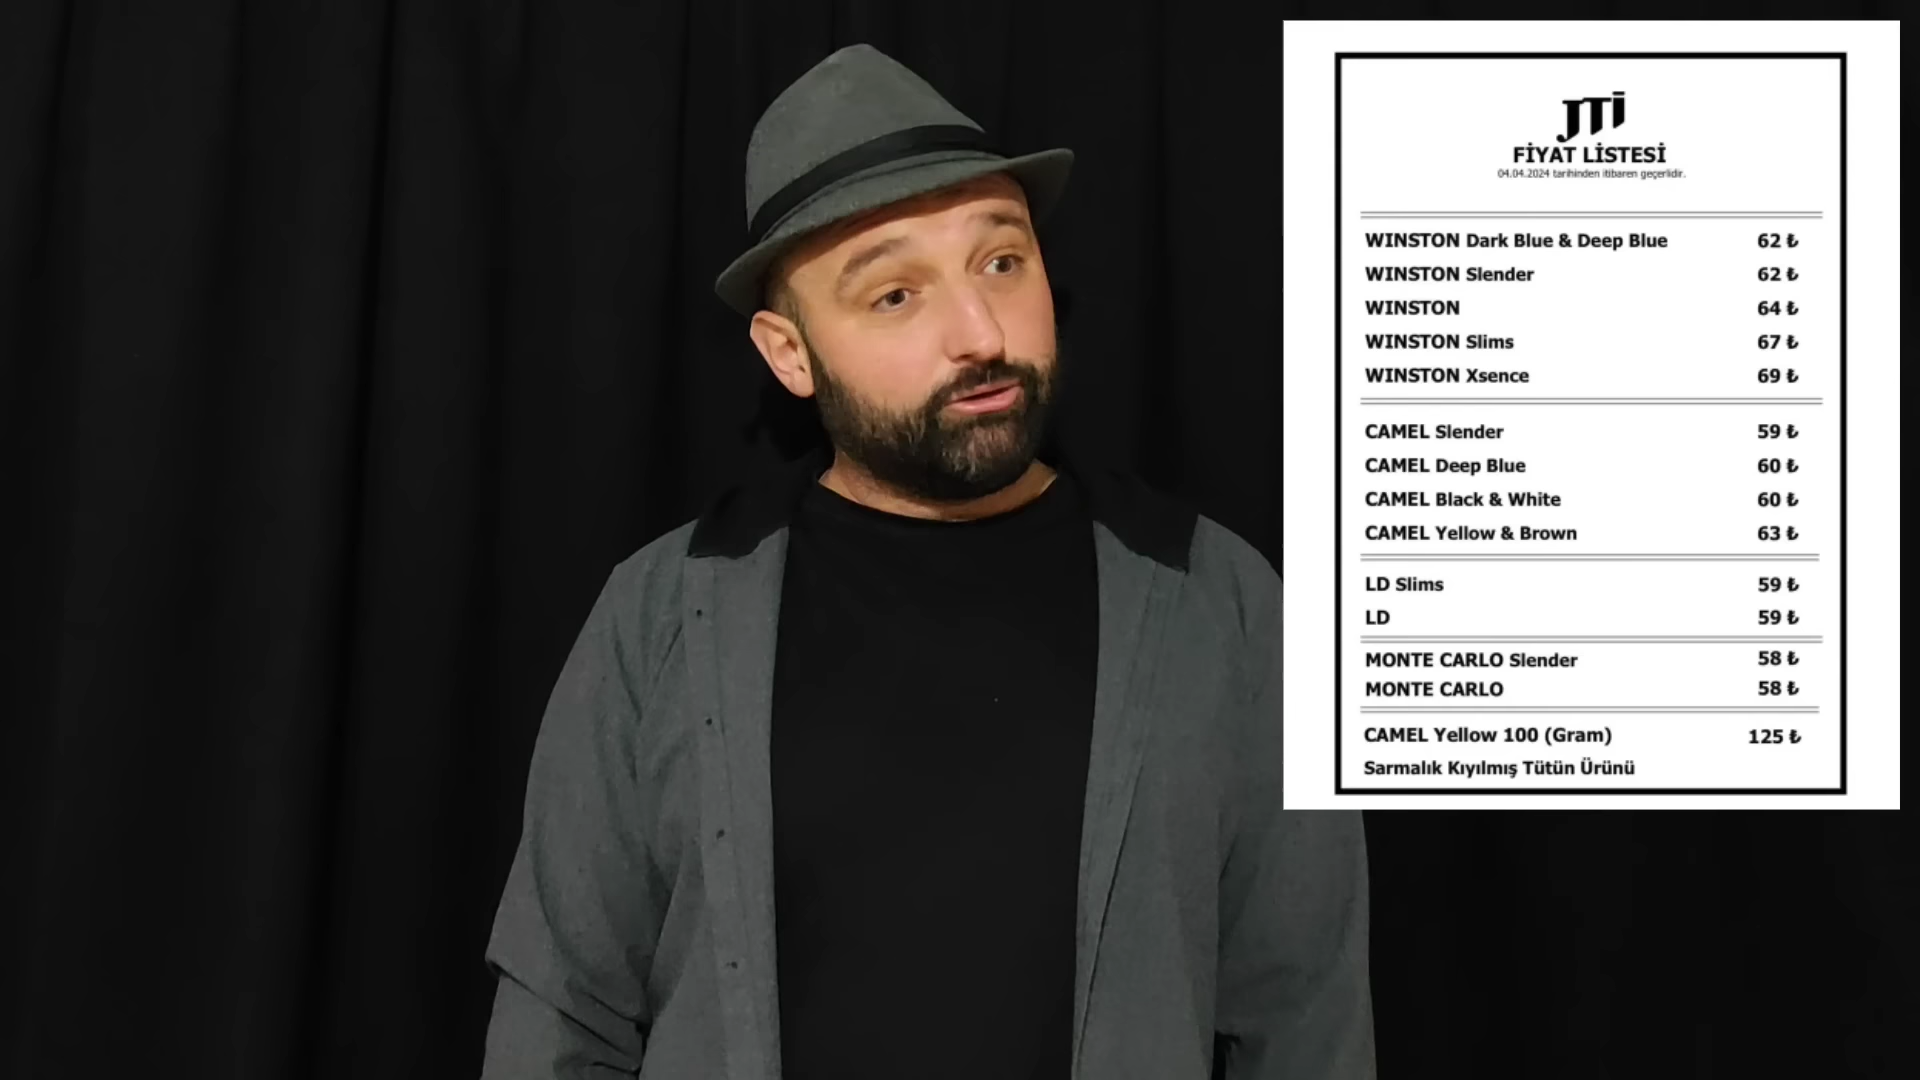 JTi
FİYAT LİSTESİ
04.04.2024 tarihinden itibaren geçerlidir.
WINSTON Dark Blue & Deep Blue 62 ₺
WINSTON Slender 62 ₺
WINSTON 64 ₺
WINSTON Slims 67 ₺
WINSTON Xsence 69 ₺
CAMEL Slender 59 ₺
CAMEL Deep Blue 60 ₺
CAMEL Black & White 60 ₺
CAMEL Yellow & Brown 63 ₺
LD Slims 59 ₺
LD 59 ₺
MONTE CARLO Slender 58 ₺
MONTE CARLO 58 ₺
CAMEL Yellow 100 (Gram) 125 ₺
Sarmalık Kıyılmış Tütün Ürünü